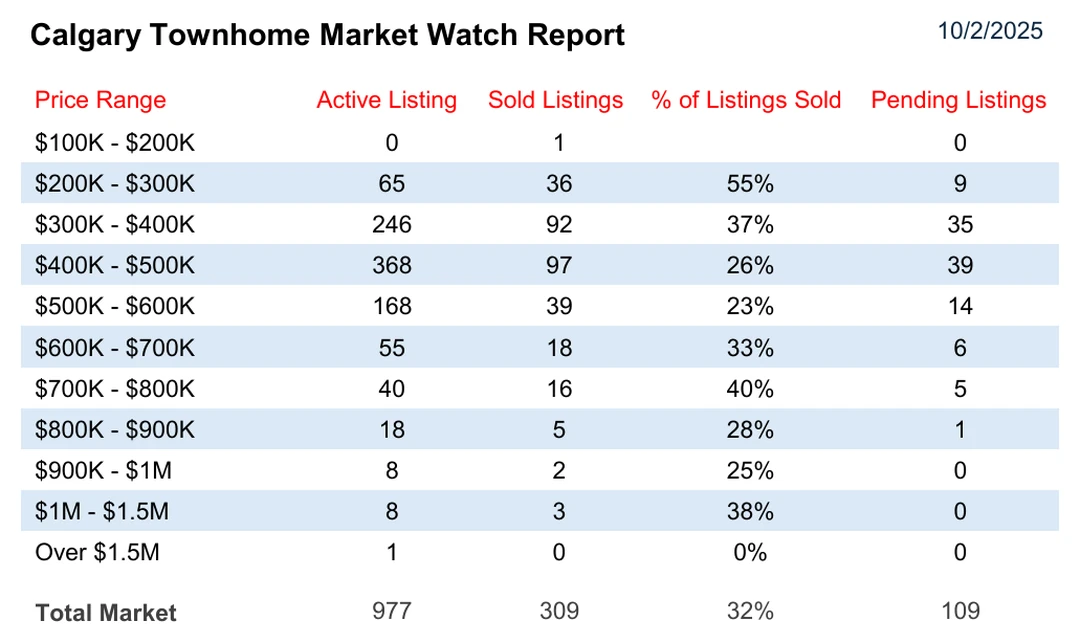 Calgary Townhome Market Watch Report 10/2/2025
Price Range Active Listing Sold Listings % of Listings Sold Pending Listings
$100K - $200K 0 1 0
$200K - $300K 65 36 55% 9
$300K - $400K 246 92 37% 35
$400K - $500K 368 97 26% 39
$500K - $600K 168 39 23% 14
$600K - $700K 55 18 33% 6
$700K - $800K 40 16 40% 5
$800K - $900K 18 5 28% 1
$900K - $1M 8 2 25% 0
$1M - $1.5M 8 3 38% 0
Over $1.5M 1 0 0% 0
Total Market 977 309 32% 109